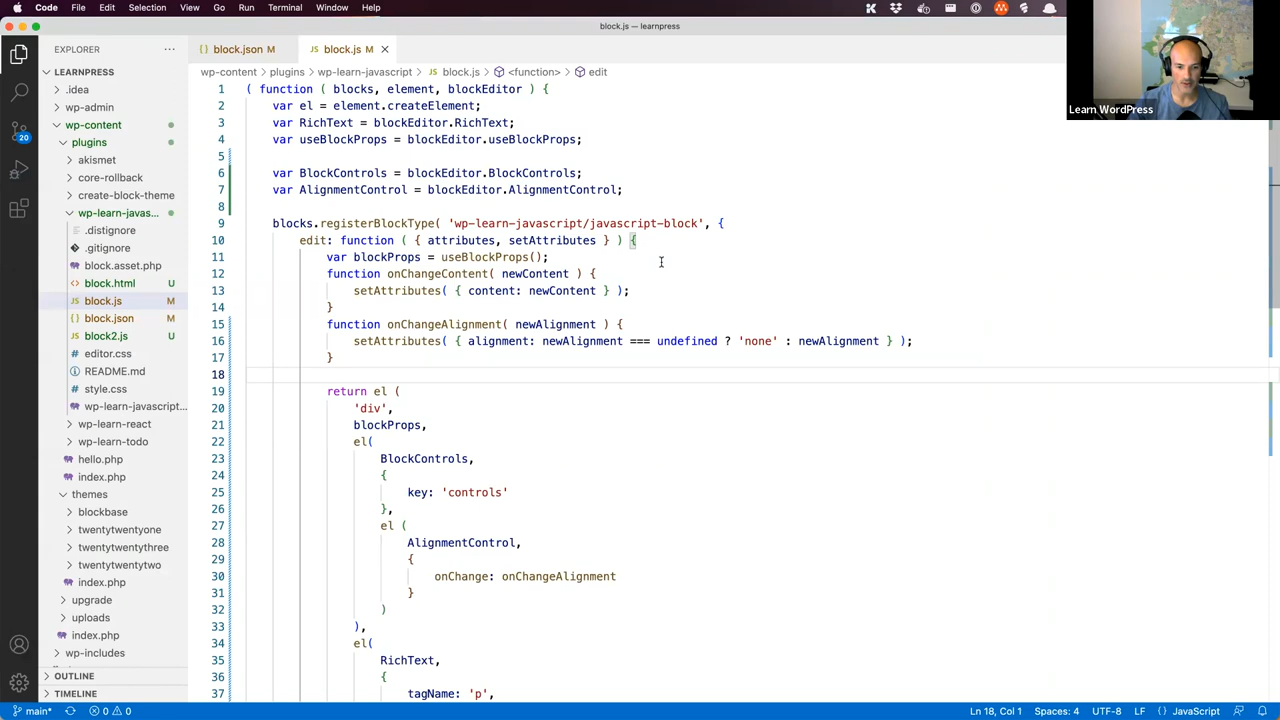 Code File Edit Selection View Go Run Terminal Window Help
block.js — learnpress
EXPLORER
LEARNPRESS
.idea
wp-admin
wp-content
plugins
akismet
core-rollback
create-block-theme
wp-learn-javas...
.distignore
.gitignore
block.asset.php
block.html U
block.js M
block.json M
block2.js U
editor.css
README.md
style.css
wp-learn-javascript...
wp-learn-react
wp-learn-todo
hello.php
index.php
themes
blockbase
twentytwentyone
twentytwentythree
twentytwentytwo
index.php
upgrade
uploads
index.php
wp-includes
OUTLINE
TIMELINE
20
{ } block.json M
JS block.js M
wp-content > plugins > wp-learn-javascript > JS block.js > <function> > edit
1 ( function ( blocks, element, blockEditor ) {
2 var el = element.createElement;
3 var RichText = blockEditor.RichText;
4 var useBlockProps = blockEditor.useBlockProps;
5
6 var BlockControls = blockEditor.BlockControls;
7 var AlignmentControl = blockEditor.AlignmentControl;
8
9 blocks.registerBlockType( 'wp-learn-javascript/javascript-block', {
10 edit: function ( { attributes, setAttributes } ) {
11 var blockProps = useBlockProps();
12 function onChangeContent( newContent ) {
13 setAttributes( { content: newContent } );
14 }
15 function onChangeAlignment( newAlignment ) {
16 setAttributes( { alignment: newAlignment === undefined ? 'none' : newAlignment } );
17 }
18
19 return el (
20 'div',
21 blockProps,
22 el(
23 BlockControls,
24 {
25 key: 'controls'
26 },
27 el (
28 AlignmentControl,
29 {
30 onChange: onChangeAlignment
31 }
32 )
33 ),
34 el(
35 RichText,
36 {
37 tagName: 'p',
Learn WordPress
main* 0 0 Ln 18, Col 1 Spaces: 4 UTF-8 LF { } JavaScript